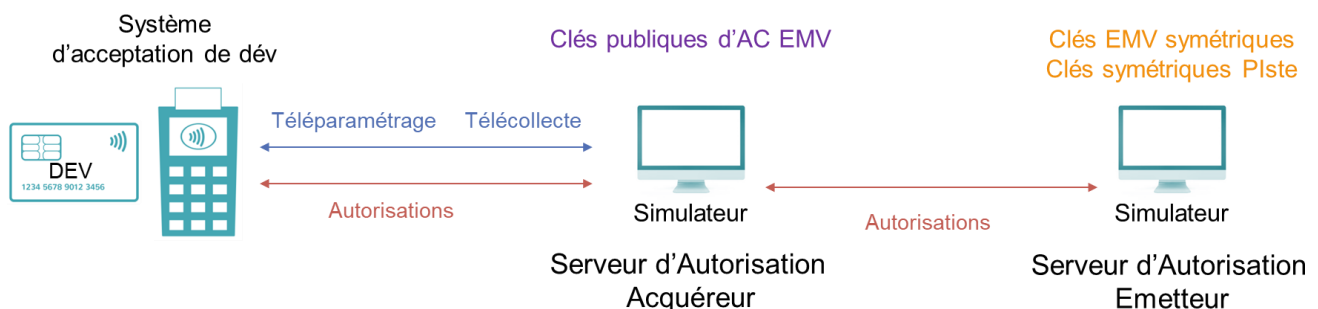 Système
d'acceptation de dév
Clés publiques d'AC EMV
Clés EMV symétriques
Clés symétriques PIste
Téléparamétrage Télécollecte
DEV
1234 5678 9012 3456
Autorisations
Simulateur
Autorisations
Simulateur
Serveur d'Autorisation
Acquéreur
Serveur d'Autorisation
Emetteur